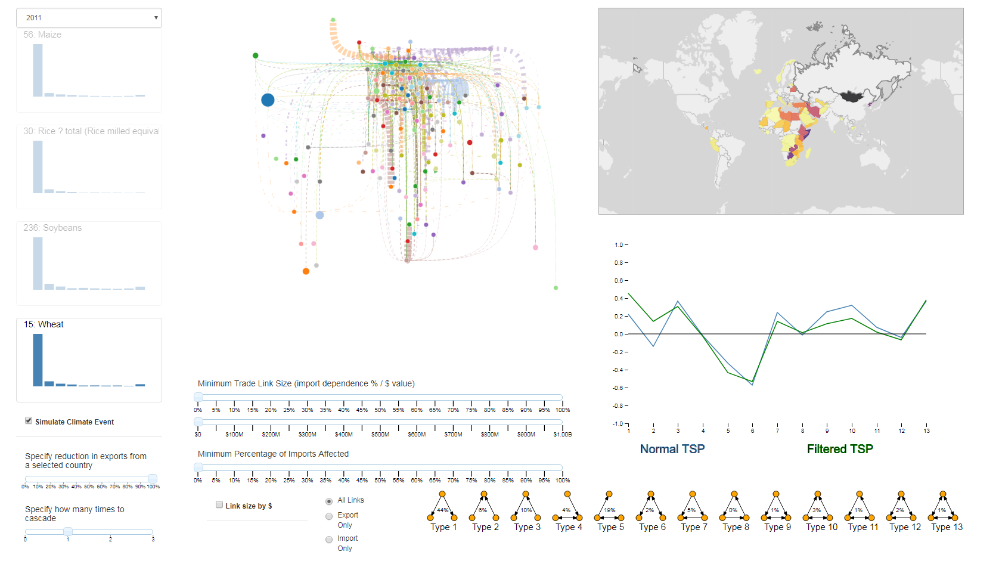 2011
56: Maize
30: Rice ? total (Rice milled equival
236: Soybeans
15: Wheat
Simulate Climate Event
Specify reduction in exports from
a selected country
0% 10% 20% 30% 40% 50% 60% 70% 80% 90% 100%
Specify how many times to
cascade
0 1 2 3
Minimum Trade Link Size (import dependence % / $ value)
0% 5% 10% 15% 20% 25% 30% 35% 40% 45% 50% 55% 60% 65% 70% 75% 80% 85% 90% 95% 100%
$0 $100M $200M $300M $400M $500M $600M $700M $800M $900M $1.00B
Minimum Percentage of Imports Affected
0% 5% 10% 15% 20% 25% 30% 35% 40% 45% 50% 55% 60% 65% 70% 75% 80% 85% 90% 95% 100%
Link size by $
All Links
Export
Only
Import
Only
1.0
0.8
0.6
0.4
0.2
0.0
-0.2
-0.4
-0.6
-0.8
-1.0
1 2 3 4 5 6 7 8 9 10 11 12 13
Normal TSP
Filtered TSP
44% 6% 10% 4% 19% 2% 5% 0% 1% 3% 1% 2% 1%
Type 1 Type 2 Type 3 Type 4 Type 5 Type 6 Type 7 Type 8 Type 9 Type 10 Type 11 Type 12 Type 13